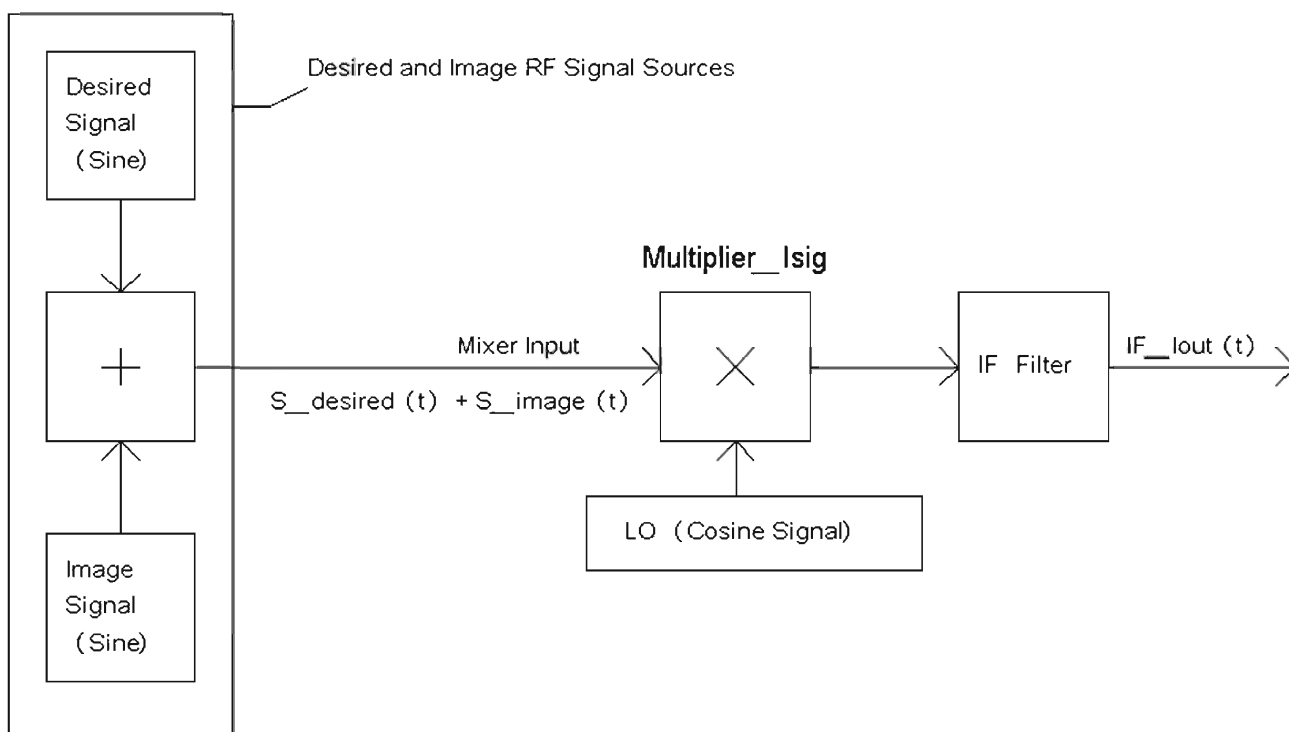 Desired
Signal
(Sine)
Desired and Image RF Signal Sources
+
Multiplier__Isig
Mixer Input
S__desired (t) + S__image (t)
×
IF Filter
IF__Iout (t)
LO (Cosine Signal)
Image
Signal
(Sine)